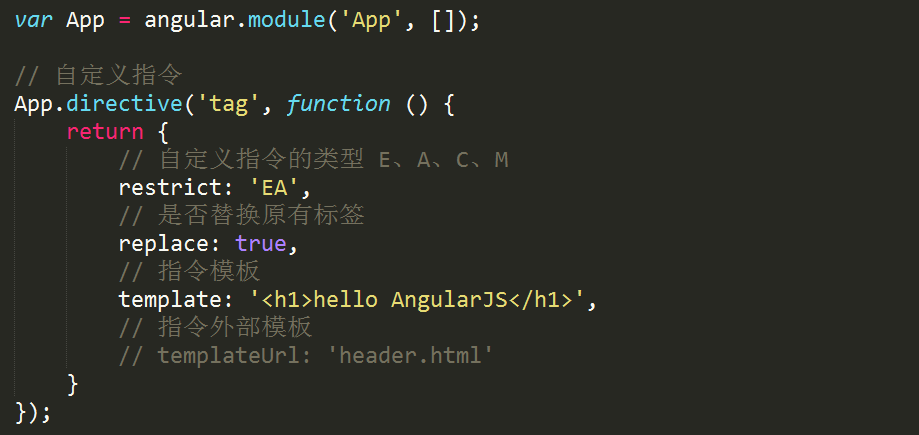 var App = angular.module('App', []);
// 自定义指令
App.directive('tag', function () {
return {
// 自定义指令的类型 E、A、C、M
restrict: 'EA',
// 是否替换原有标签
replace: true,
// 指令模板
template: '<h1>hello AngularJS</h1>',
// 指令外部模板
// templateUrl: 'header.html'
}
});